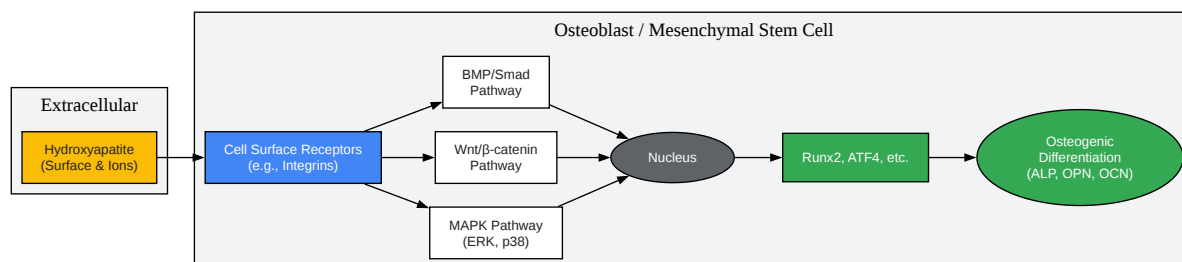 Osteoblast / Mesenchymal Stem Cell
Extracellular
Hydroxyapatite
(Surface & Ions)
Cell Surface Receptors
(e.g., Integrins)
BMP/Smad
Pathway
Wnt/β-catenin
Pathway
MAPK Pathway
(ERK, p38)
Nucleus
Runx2, ATF4, etc.
Osteogenic
Differentiation
(ALP, OPN, OCN)